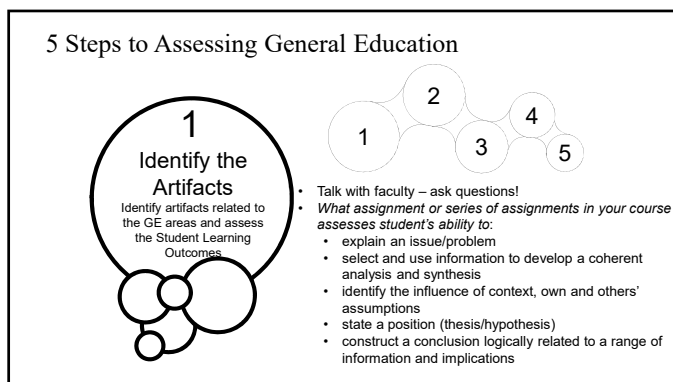 5 Steps to Assessing General Education
1
Identify the
Artifacts
Identify artifacts related to
the GE areas and assess
the Student Learning
Outcomes
1
2
3
4
5
• Talk with faculty – ask questions!
• What assignment or series of assignments in your course
assesses student's ability to:
• explain an issue/problem
• select and use information to develop a coherent
analysis and synthesis
• identify the influence of context, own and others'
assumptions
• state a position (thesis/hypothesis)
• construct a conclusion logically related to a range of
information and implications